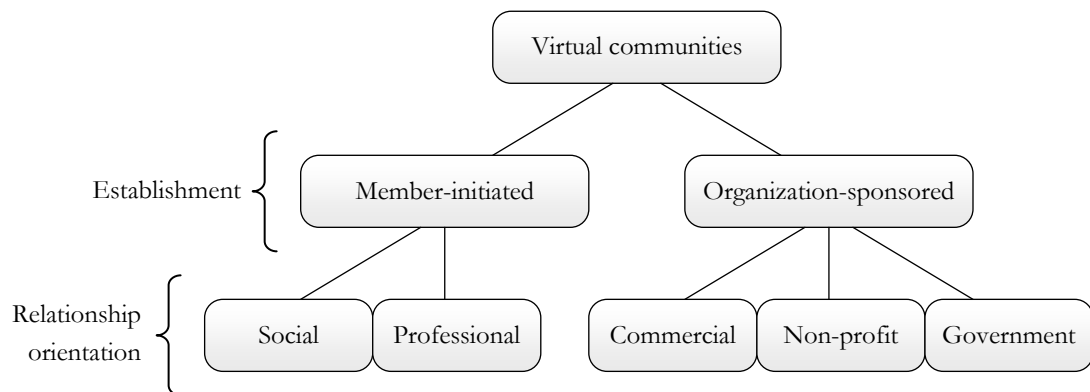 Virtual communities
Establishment
Member-initiated
Organization-sponsored
Relationship
orientation
Social
Professional
Commercial
Non-profit
Government